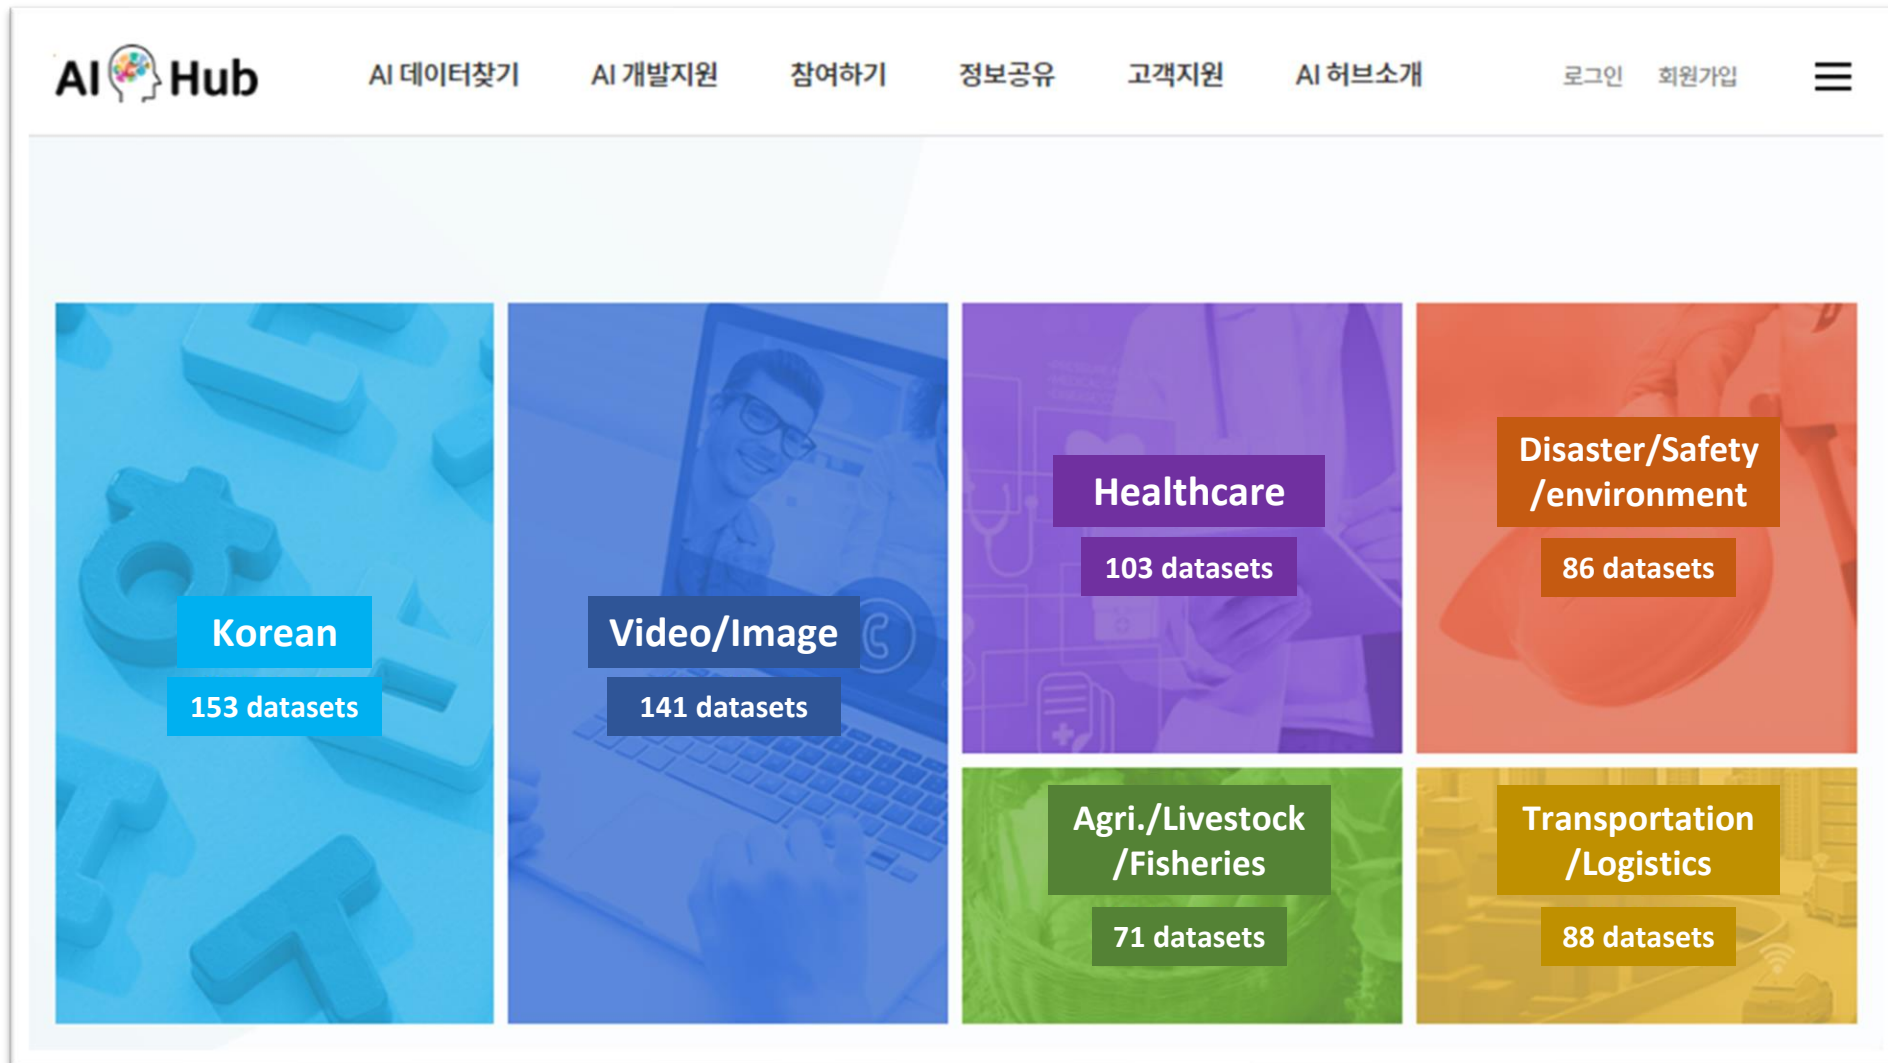 AI Hub
AI 데이터찾기
AI 개발지원
참여하기
정보공유
고객지원
AI 허브소개
로그인
회원가입
Korean
153 datasets
Video/Image
141 datasets
Healthcare
103 datasets
Disaster/Safety
/environment
86 datasets
Agri./Livestock
/Fisheries
71 datasets
Transportation
/Logistics
88 datasets